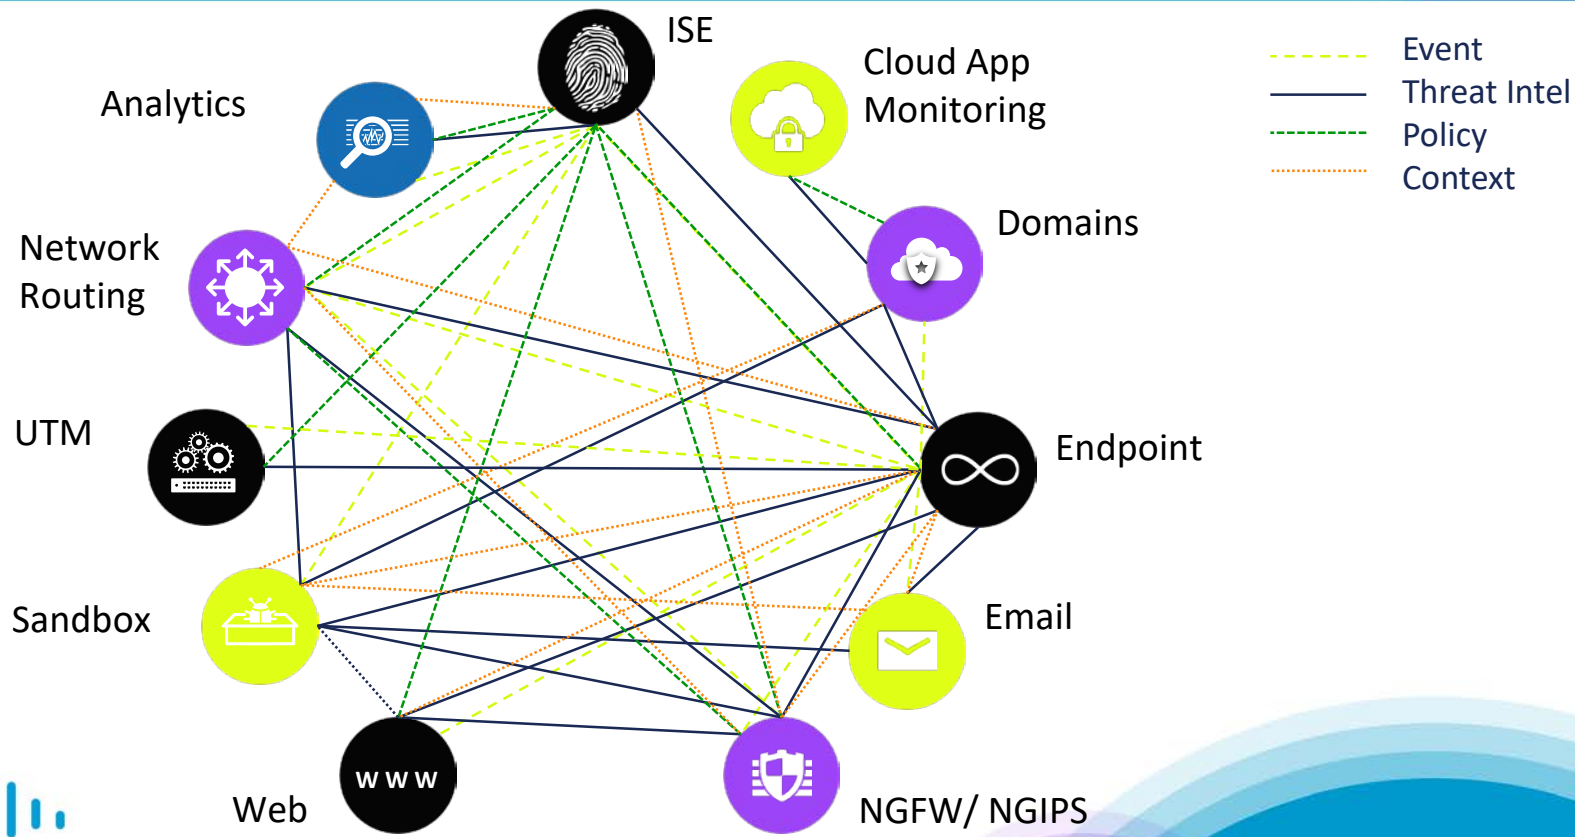 ISE
Cloud App
Monitoring
Event
Threat Intel
Policy
Context
Analytics
Domains
Network
Routing
UTM
Endpoint
Sandbox
Email
www
Web
NGFW/ NGIPS